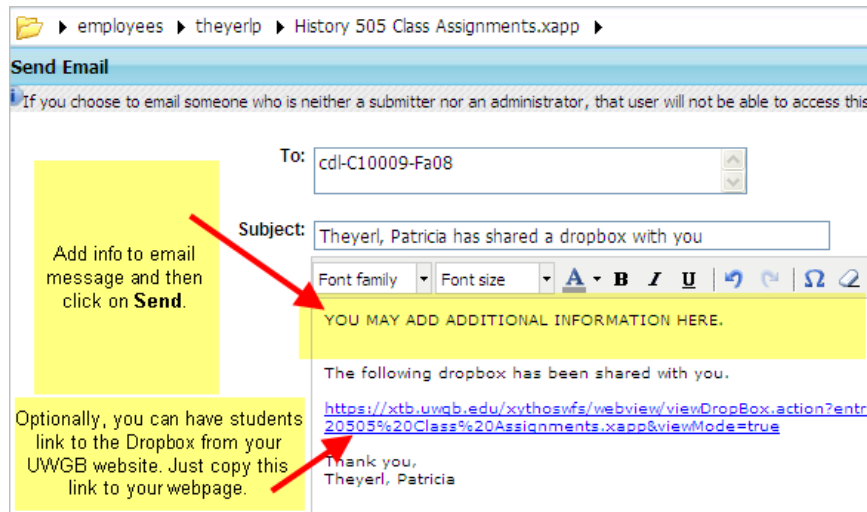 employees theyerlp History 505 Class Assignments.xapp
Send Email
If you choose to email someone who is neither a submitter nor an administrator, that user will not be able to access this
To: cdl-C10009-Fa08
Subject: Theyerl, Patricia has shared a dropbox with you
Font family Font size A B I U Ω
Add info to email
message and then
click on Send.
YOU MAY ADD ADDITIONAL INFORMATION HERE.
The following dropbox has been shared with you.
https://xtb.uwgb.edu/xythoswfs/webview/viewDropBox.action?entr
20505%20Class%20Assignments.xapp&viewMode=true
Thank you,
Theyerl, Patricia
Optionally, you can have students
link to the Dropbox from your
UWGB website. Just copy this
link to your webpage.